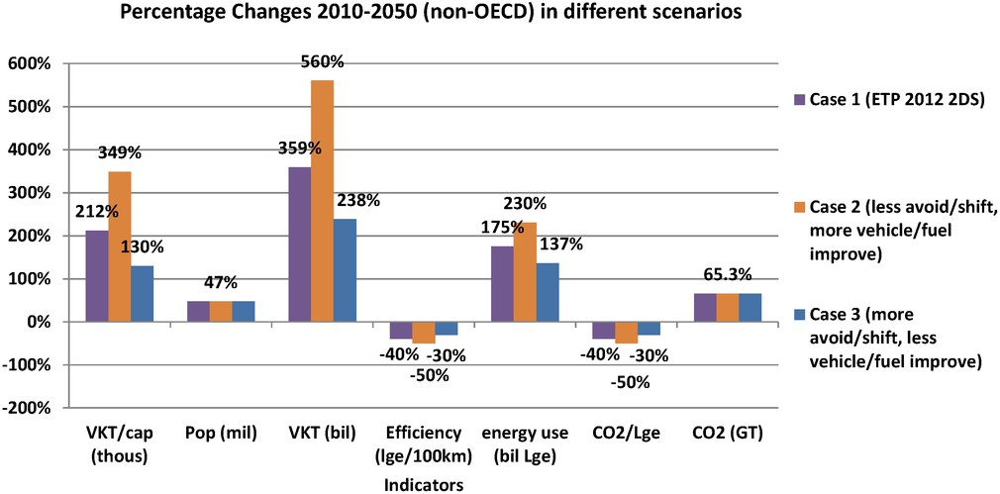 Percentage Changes 2010-2050 (non-OECD) in different scenarios
600%
500%
400%
300%
200%
100%
0%
-100%
-200%
212%
349%
130%
47%
359%
560%
238%
-40%
-50%
-30%
175%
230%
137%
-40%
-50%
-30%
65.3%
VKT/cap
(thous)
Pop (mil)
VKT (bil)
Efficiency
(lge/100km)
energy use
(bil Lge)
CO2/Lge
CO2 (GT)
Indicators
Case 1 (ETP 2012 2DS)
Case 2 (less avoid/shift,
more vehicle/fuel
improve)
Case 3 (more
avoid/shift, less
vehicle/fuel improve)